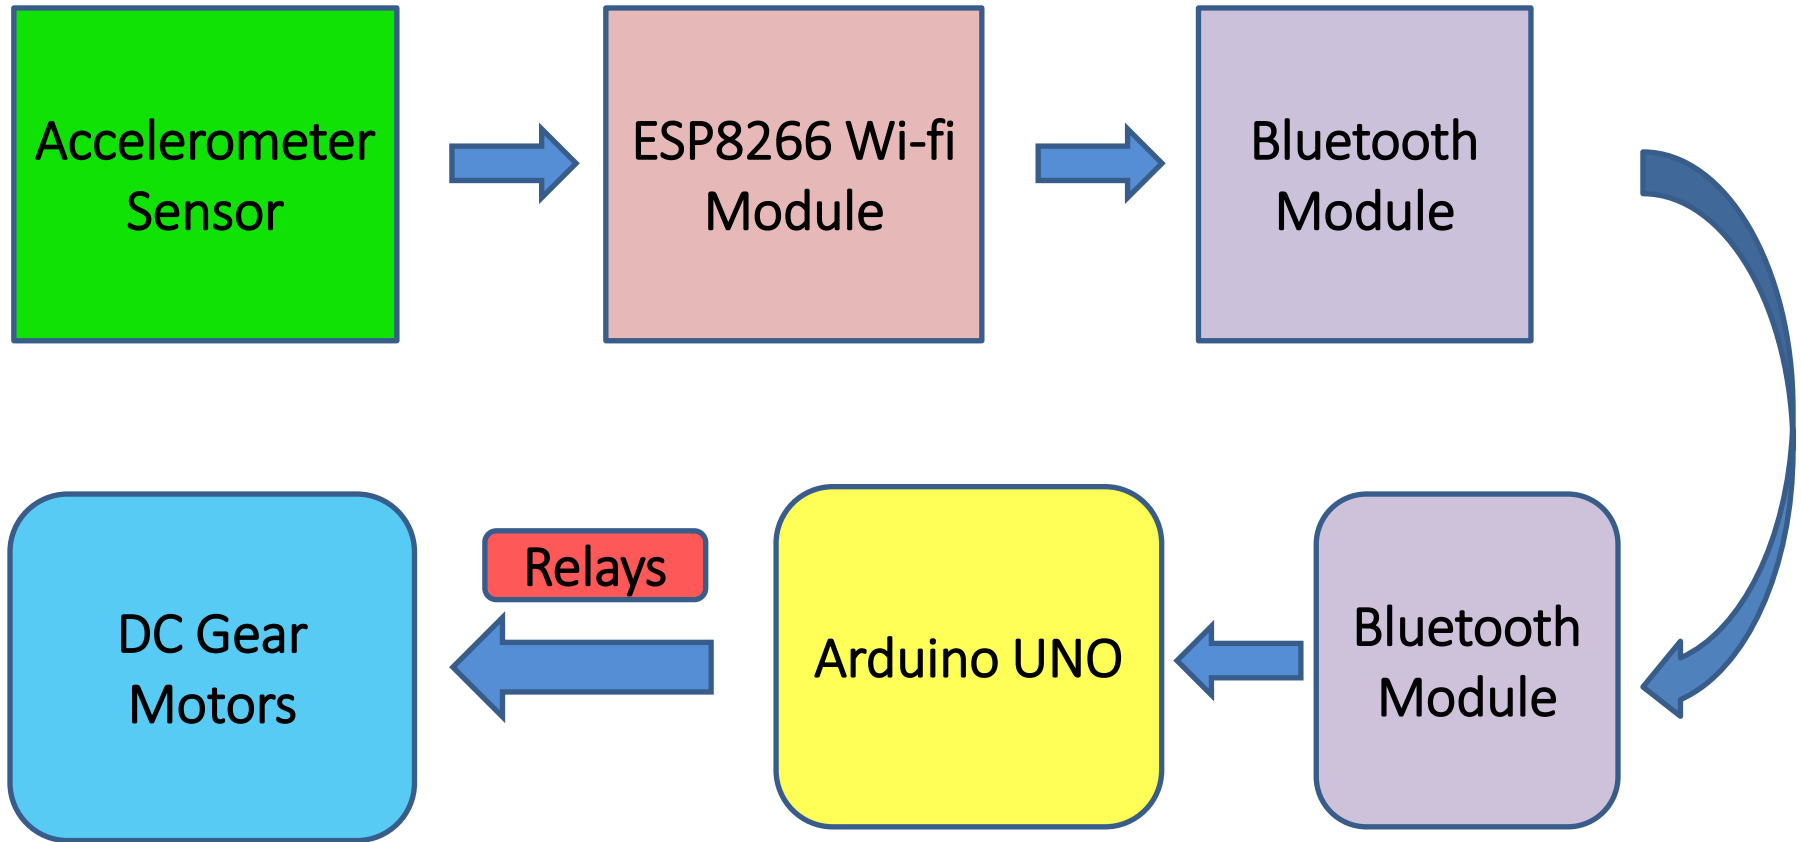 Accelerometer
Sensor
ESP8266 Wi-fi
Module
Bluetooth
Module
DC Gear
Motors
Relays
Arduino UNO
Bluetooth
Module